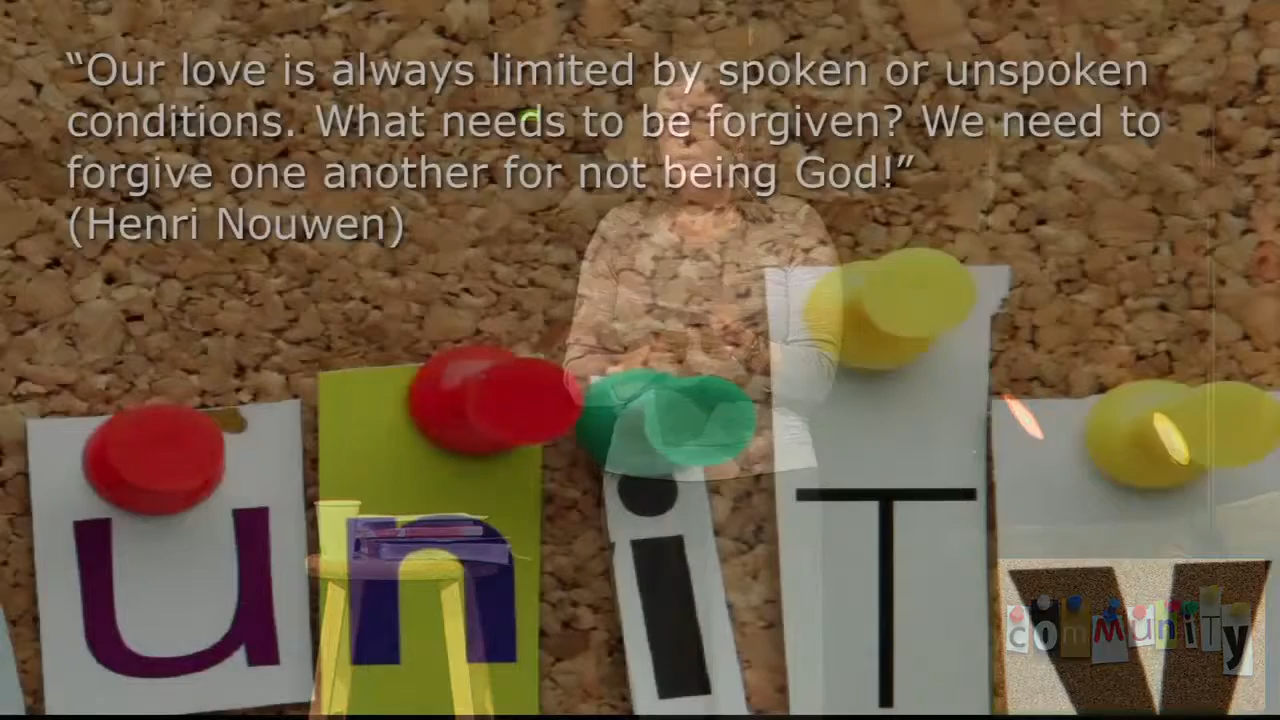 “Our love is always limited by spoken or unspoken
conditions. What needs to be forgiven? We need to
forgive one another for not being God!”
(Henri Nouwen)
uniTy
communiTy